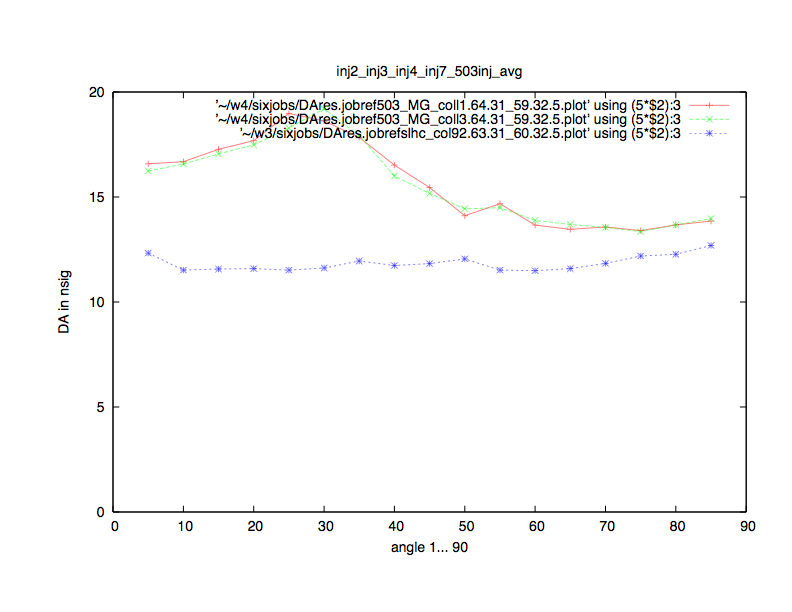 inj2_inj3_inj4_inj7_503inj_avg
20
'~/w4/sixjobs/DAres.jobref503_MG_coll1.64.31_59.32.5.plot' using (5*$2):3
'~/w4/sixjobs/DAres.jobref503_MG_coll3.64.31_59.32.5.plot' using (5*$2):3
'~/w3/sixjobs/DAres.jobrefslhc_col92.63.31_60.32.5.plot' using (5*$2):3
15
DA in nsig
10
5
0
0 10 20 30 40 50 60 70 80 90
angle 1... 90